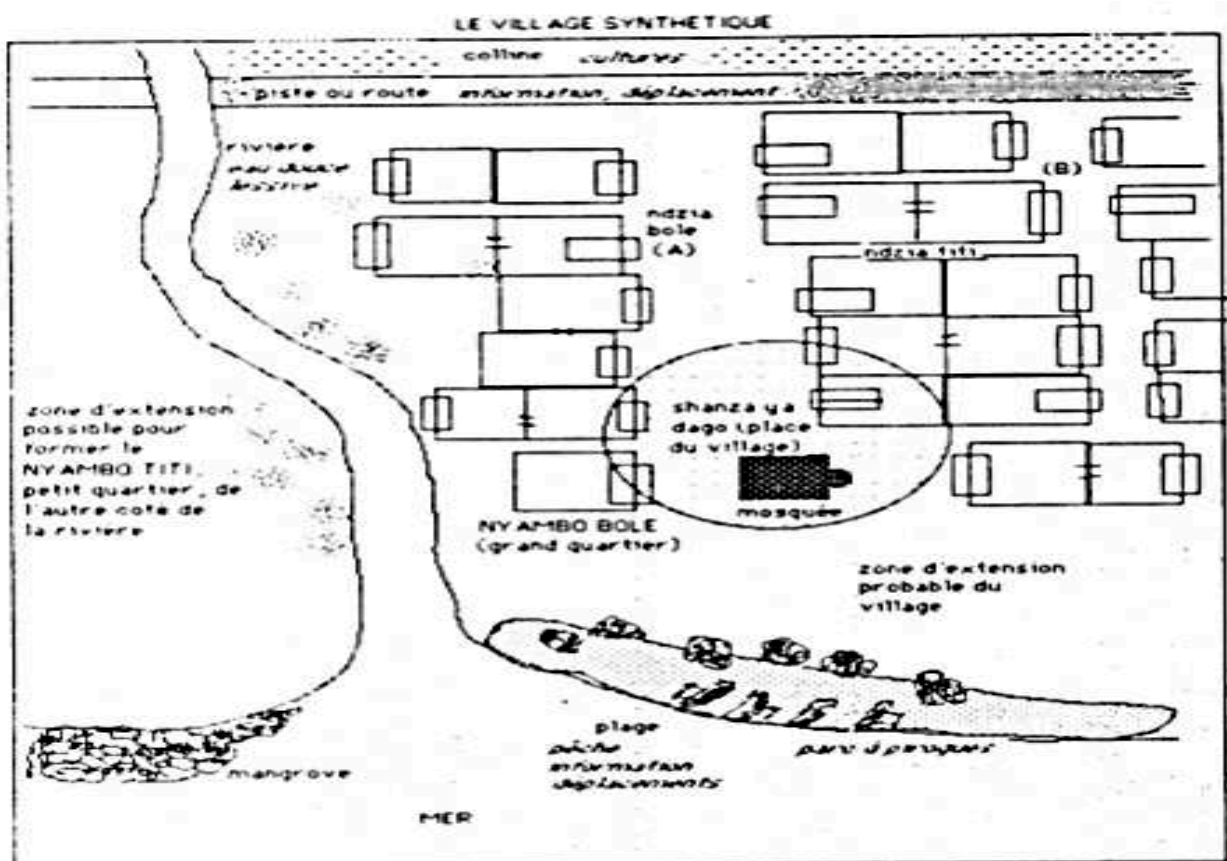 LE VILLAGE SYNTHETIQUE
colline cultures
piste ou route information, déplacement
rivière
eau douce
lessive
(B)
ndzia
bole
(A)
ndzia titi
zone d'extension
possible pour
former le
NYAMBO TITI,
petit quartier, de
l'autre coté de
la rivière
shanza ya
dago (place
du village)
mosquée
NYAMBO BOLE
(grand quartier)
zone d'extension
probable du
village
plage
pêche
information
déplacements
parc à pirogues
mangrove
MER